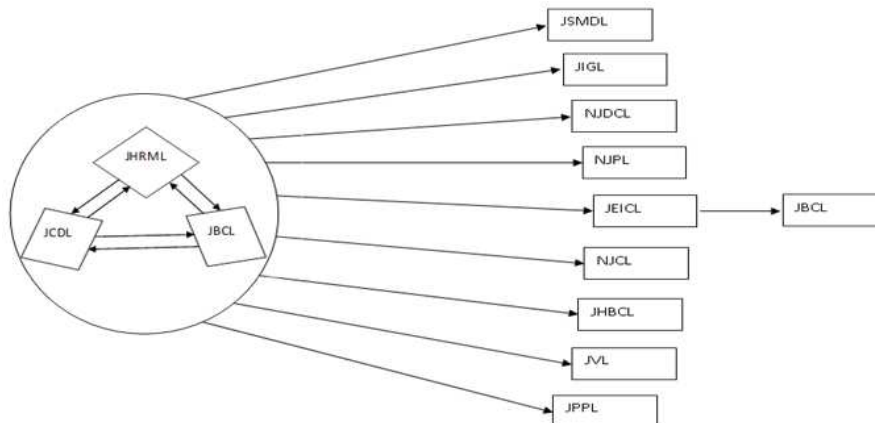 JSMDL
JIGL
NJDCL
JHRML
NJPL
JEICL
JBCL
JCDL
JBCL
NJCL
JHBCL
JVL
JPPL